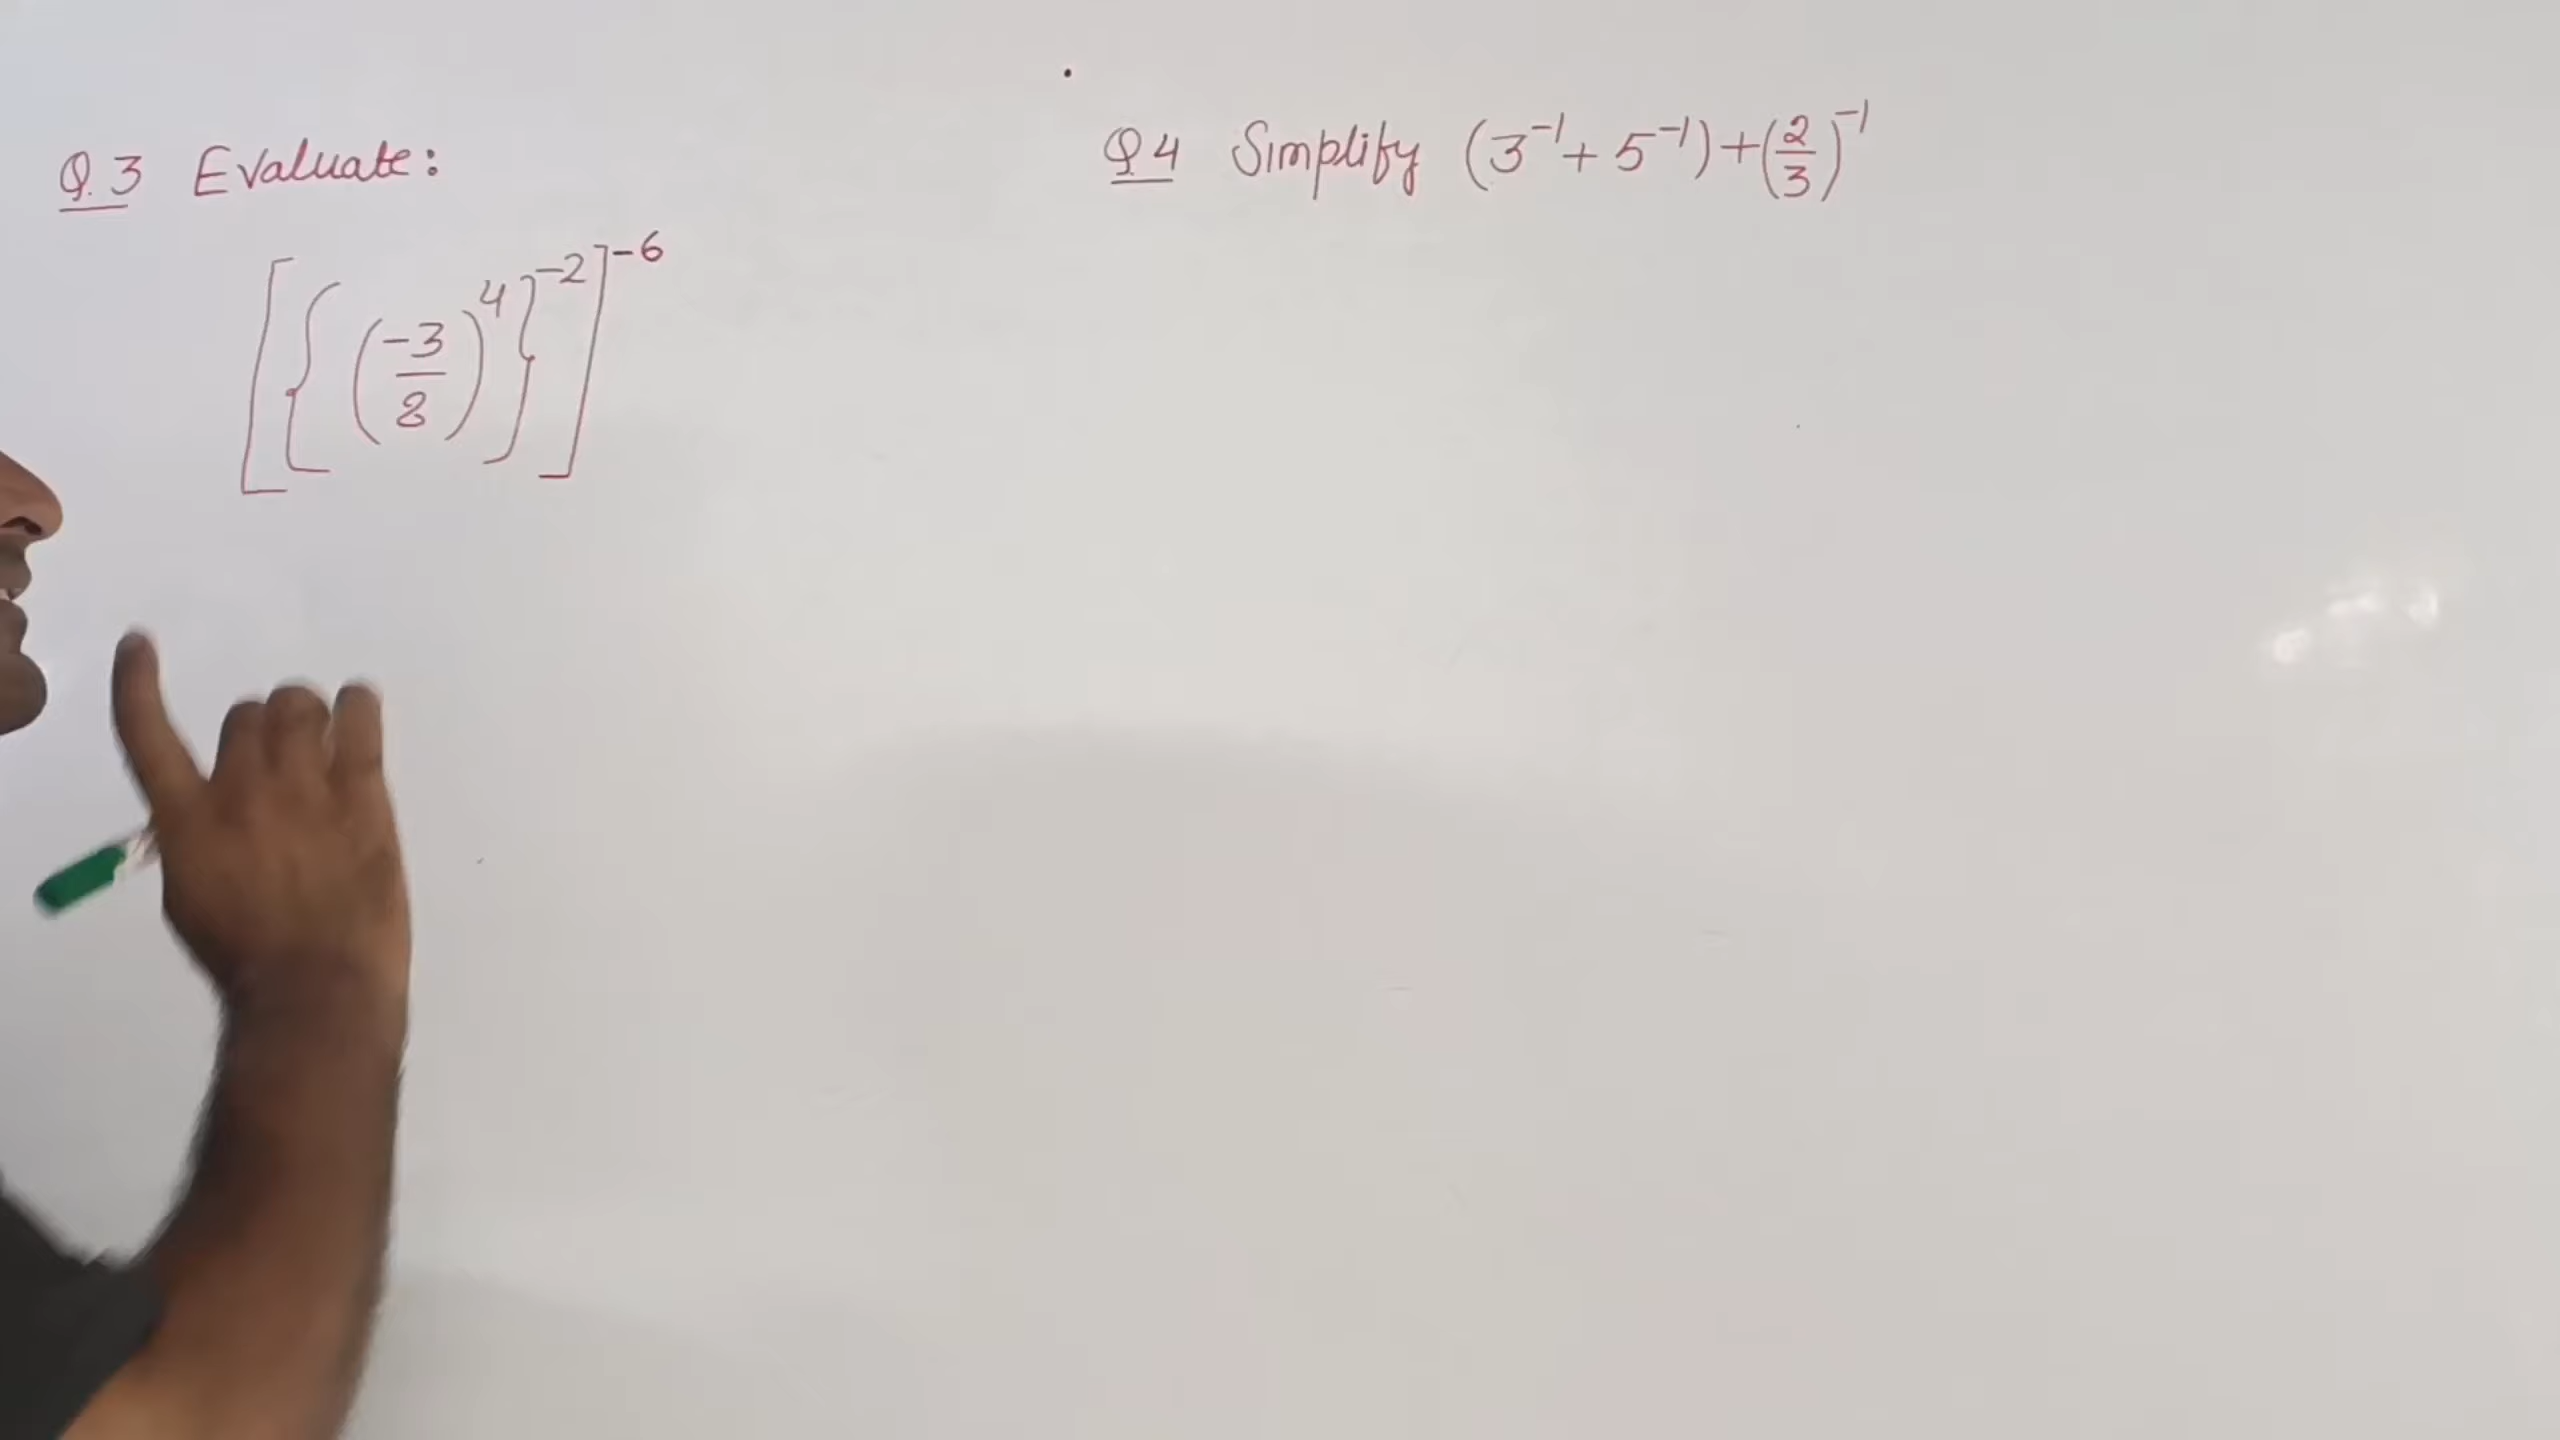 Q.3 Evaluate:
[{(-3/8)^4}^-2]^-6
Q4 Simplify (3^-1 + 5^-1) + (2/3)^-1